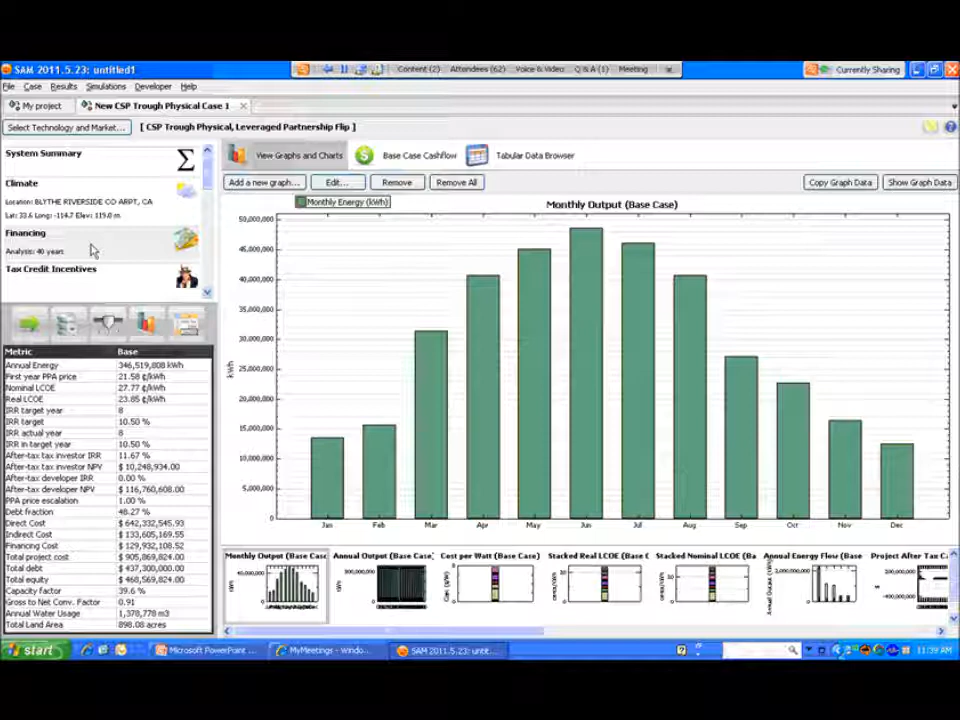 SAM 2011.5.23: untitled1
Content (2) Attendees (62) Voice & Video Q & A (1) Meeting
Currently Sharing
File Case Results Simulations Developer Help
My project New CSP Trough Physical Case 1
Select Technology and Market... [ CSP Trough Physical, Leveraged Partnership Flip ]
System Summary
Climate
Location: BLYTHE RIVERSIDE CO ARPT, CA
Lat: 33.6 Long: -114.7 Elev: 119.0 m
Financing
Analysis: 40 years
Tax Credit Incentives
Metric Base
Annual Energy 346,519,808 kWh
First year PPA price 21.58 ¢/kWh
Nominal LCOE 27.77 ¢/kWh
Real LCOE 23.85 ¢/kWh
IRR target year 8
IRR target 10.50 %
IRR actual year 8
IRR in target year 10.50 %
After-tax tax investor IRR 11.67 %
After-tax tax investor NPV $ 10,248,934.00
After-tax developer IRR 0.00 %
After-tax developer NPV $ 116,760,608.00
PPA price escalation 1.00 %
Debt fraction 48.27 %
Direct Cost $ 642,332,545.93
Indirect Cost $ 133,605,169.55
Financing Cost $ 129,932,108.52
Total project cost $ 905,869,824.00
Total debt $ 437,300,000.00
Total equity $ 468,569,824.00
Capacity factor 39.6 %
Gross to Net Conv. Factor 0.91
Annual Water Usage 1,378,778 m3
Total Land Area 898.08 acres
View Graphs and Charts Base Case Cashflow Tabular Data Browser
Add a new graph... Edit... Remove Remove All Copy Graph Data Show Graph Data
Monthly Energy (kWh)
Monthly Output (Base Case)
50,000,000
45,000,000
40,000,000
35,000,000
30,000,000
25,000,000
20,000,000
15,000,000
10,000,000
5,000,000
0
kWh
Jan Feb Mar Apr May Jun Jul Aug Sep Oct Nov Dec
Monthly Output (Base Case Annual Output (Base Case) Cost per Watt (Base Case) Stacked Real LCOE (Base C Stacked Nominal LCOE (Ba Annual Energy Flow (Base Project After Tax Ca
start Microsoft PowerPoint ... MyMeetings - Windo... SAM 2011.5.23: untit... 11:39 AM